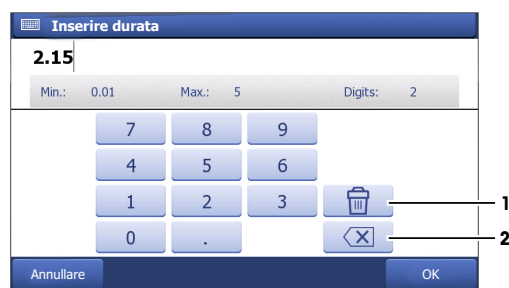 Inserire durata
2.15
Min.: 0.01 Max.: 5 Digits: 2
7 8 9
4 5 6
1 2 3 1
0 . 2
Annullare OK